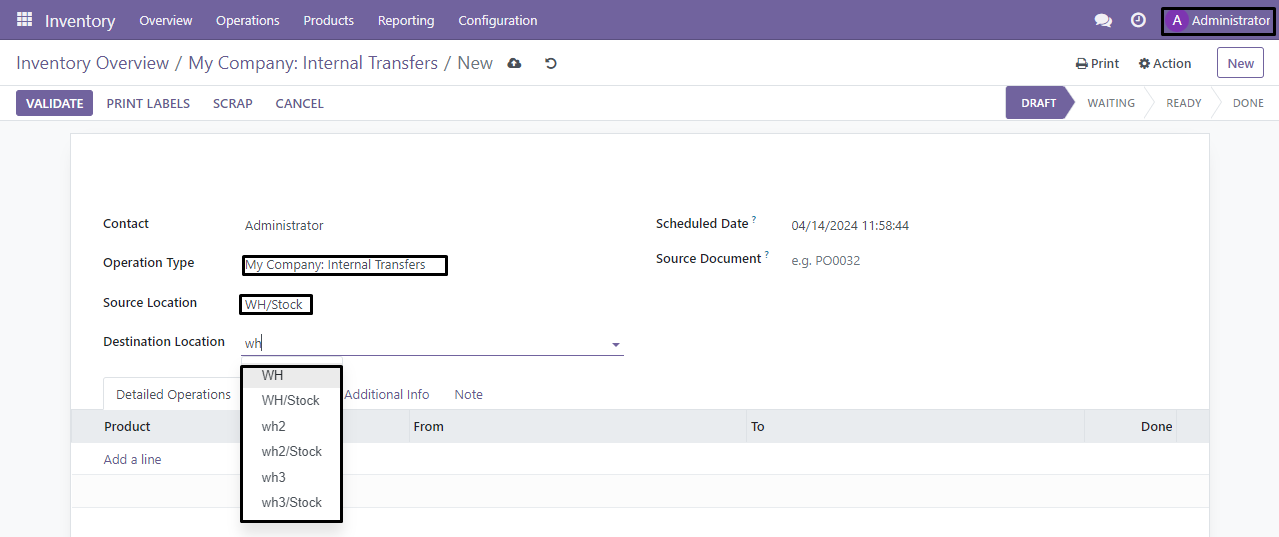 Inventory Overview Operations Products Reporting Configuration A Administrator
Inventory Overview / My Company: Internal Transfers / New Print Action New
VALIDATE PRINT LABELS SCRAP CANCEL DRAFT WAITING READY DONE
Contact Administrator Scheduled Date ? 04/14/2024 11:58:44
Operation Type My Company: Internal Transfers Source Document ? e.g. PO0032
Source Location WH/Stock
Destination Location wh
WH
Detailed Operations Additional Info Note
WH/Stock
Product From To Done
wh2
wh2/Stock
Add a line
wh3
wh3/Stock